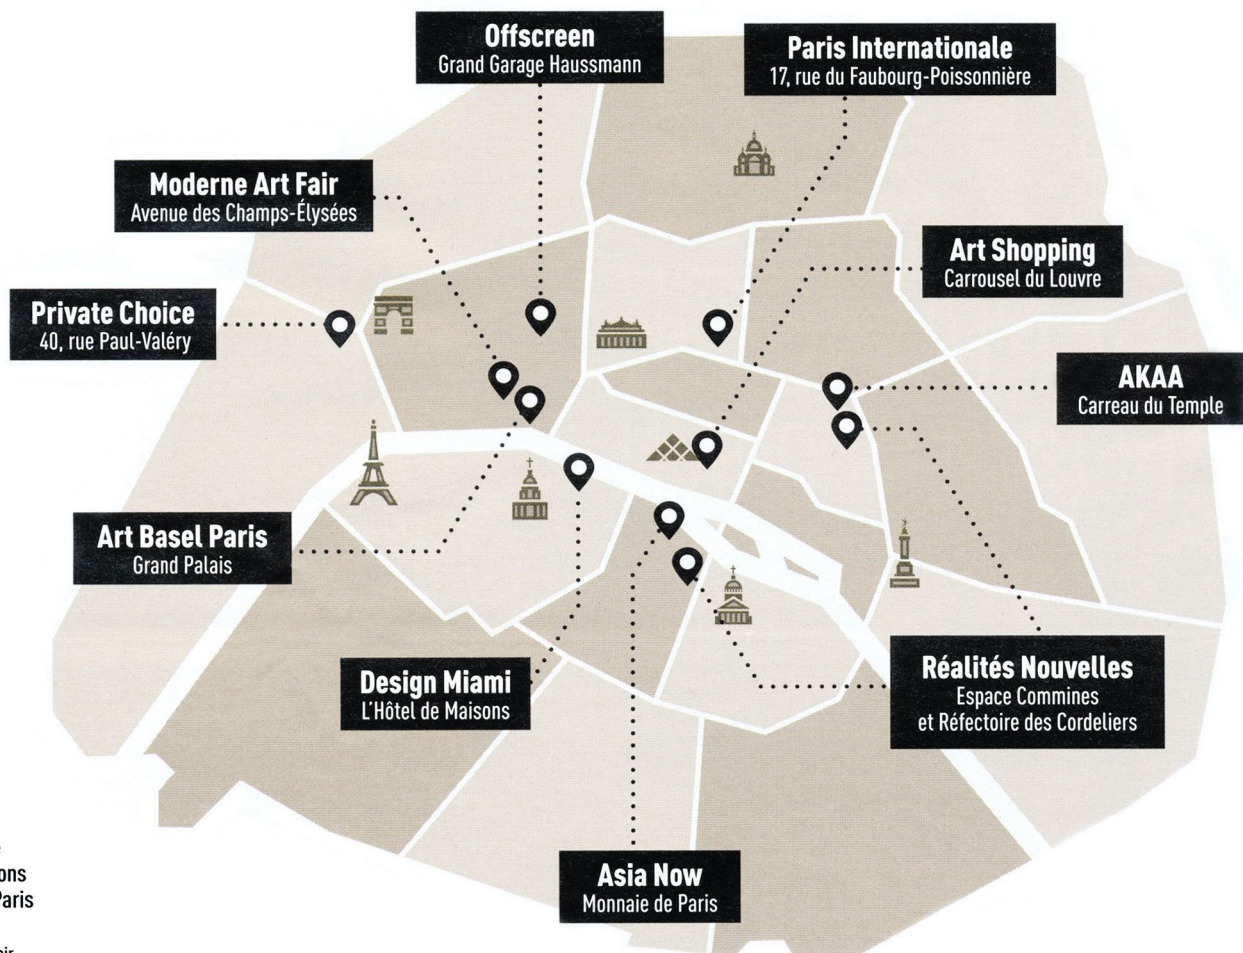 Offscreen
Grand Garage Haussmann
Paris Internationale
17, rue du Faubourg-Poissonnière
Moderne Art Fair
Avenue des Champs-Élysées
Art Shopping
Carrousel du Louvre
Private Choice
40, rue Paul-Valéry
AKAA
Carreau du Temple
Art Basel Paris
Grand Palais
Design Miami
L'Hôtel de Maisons
Réalités Nouvelles
Espace Commines
et Réfectoire des Cordeliers
Asia Now
Monnaie de Paris
Paris